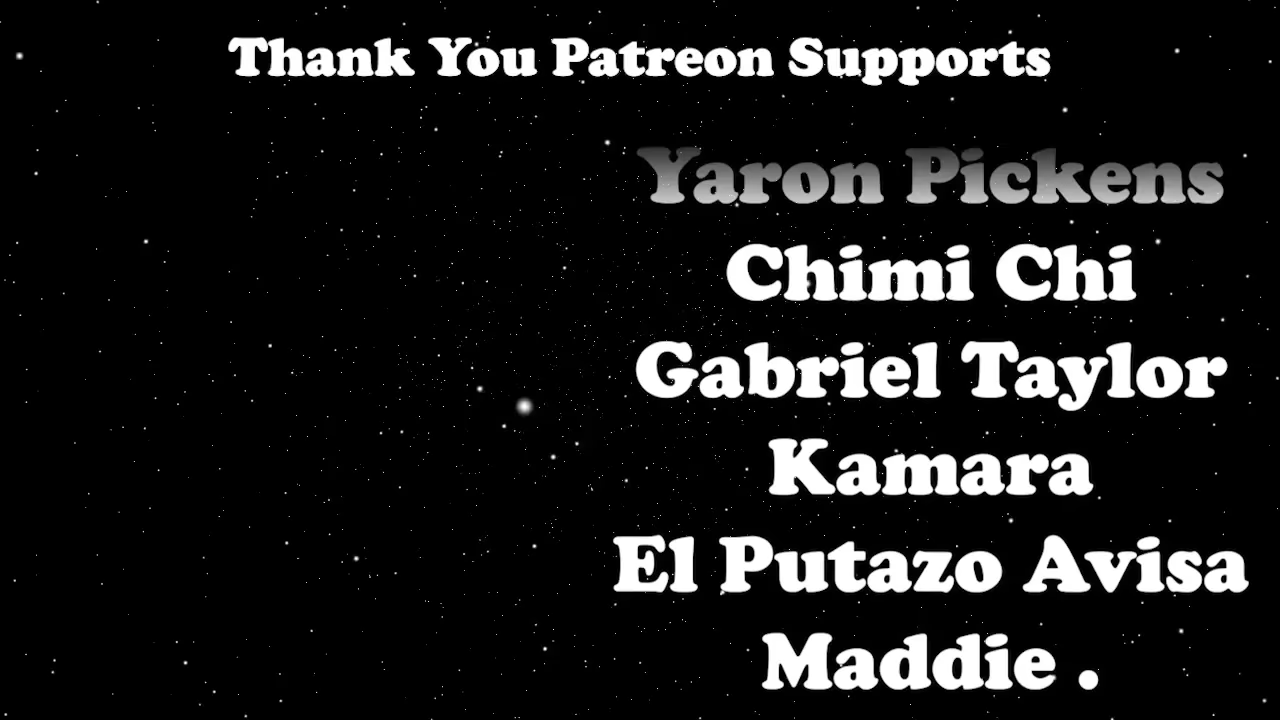 Thank You Patreon Supports
Yaron Pickens
Chimi Chi
Gabriel Taylor
Kamara
El Putazo Avisa
Maddie .